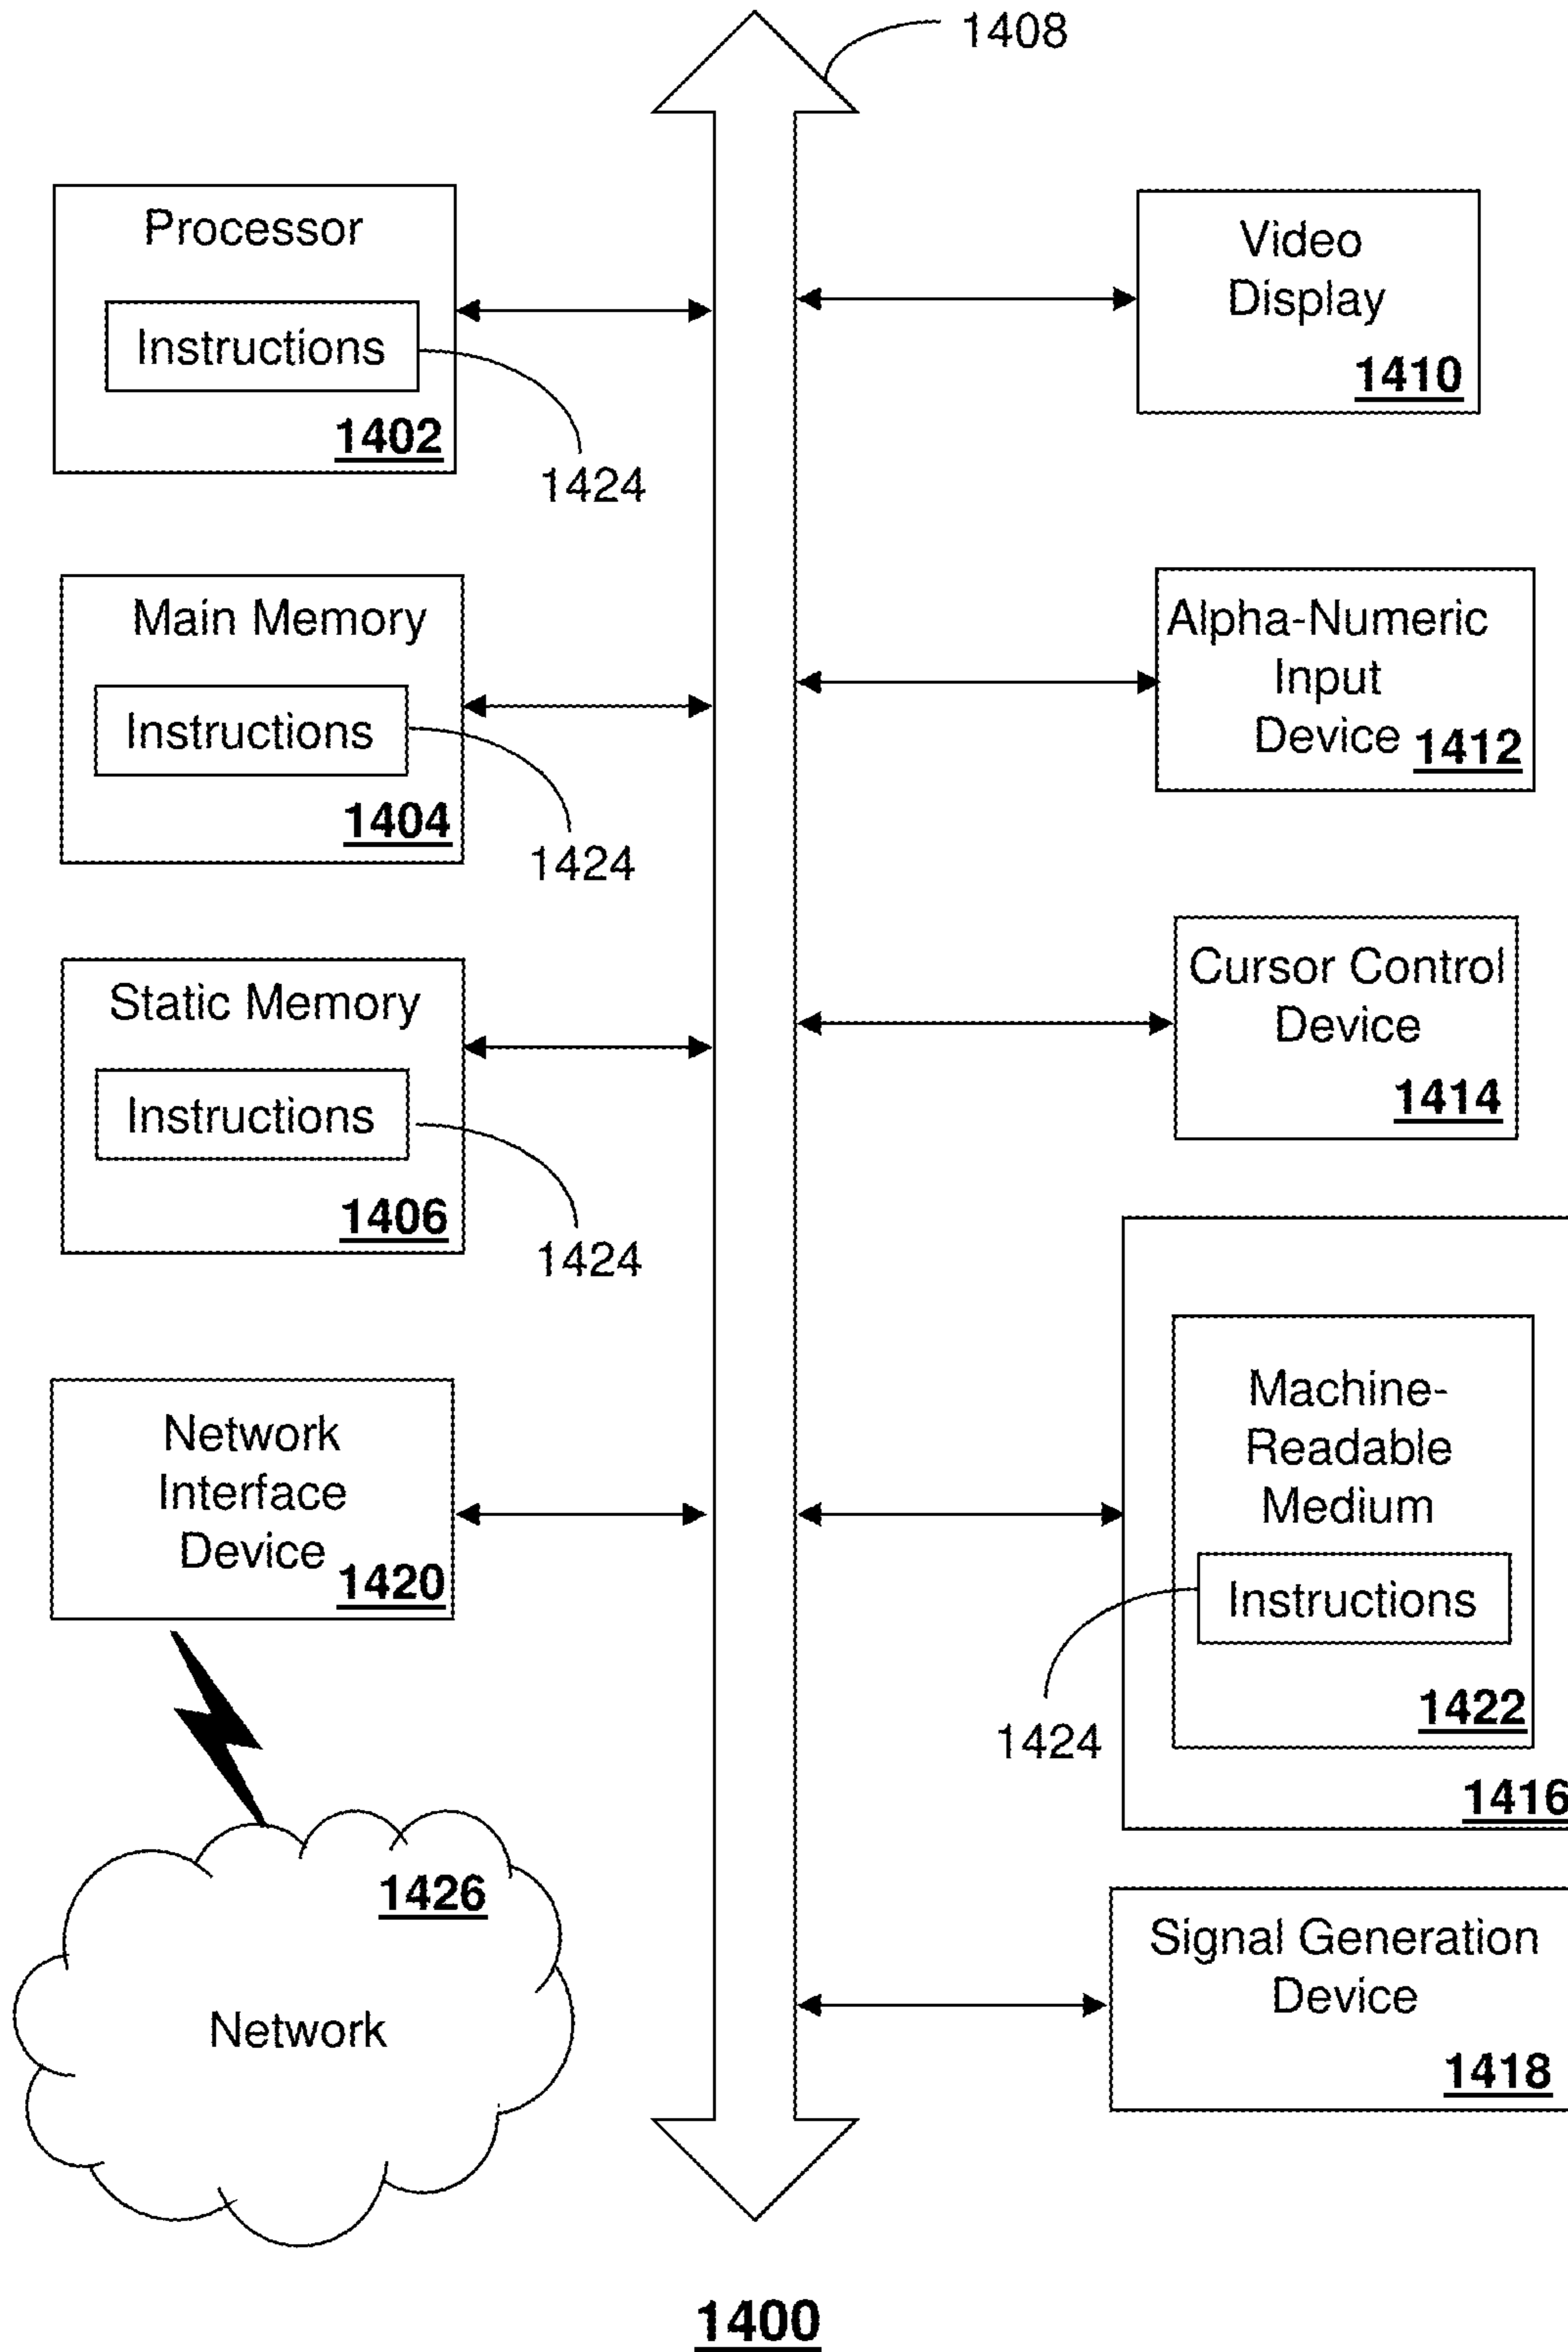 1408
Processor
Instructions
1402
1424
Main Memory
Instructions
1404
1424
Static Memory
Instructions
1406
1424
Network
Interface
Device
1420
1426
Network
Video
Display
1410
Alpha-Numeric
Input
Device
1412
Cursor Control
Device
1414
Machine-
Readable
Medium
Instructions
1424
1422
1416
Signal Generation
Device
1418
1400